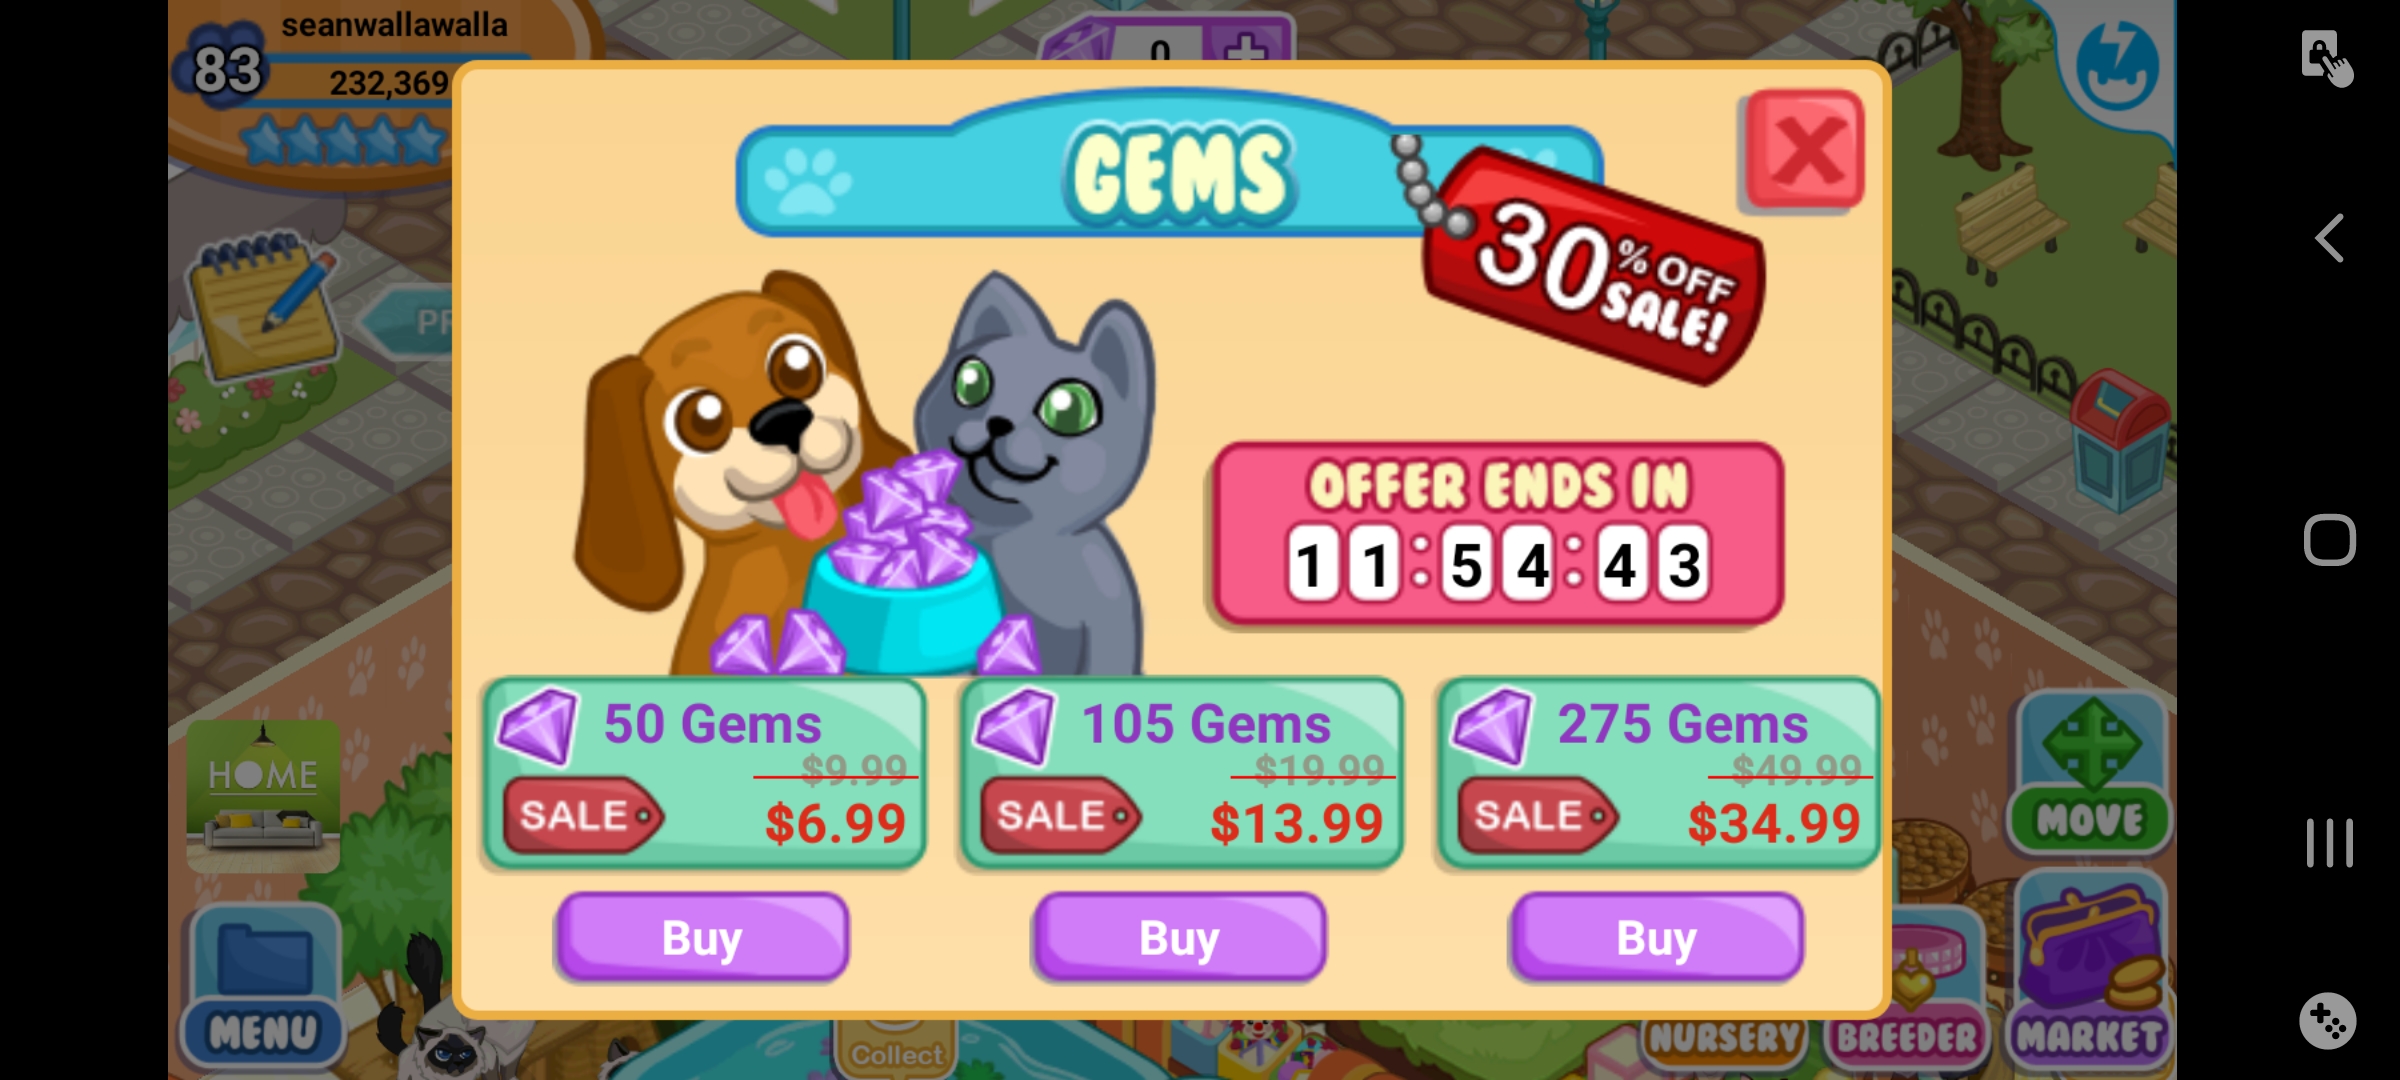 seanwallawalla
83
232,369
0
GEMS
30% OFF
SALE!
OFFER ENDS IN
11:54:43
50 Gems
$9.99
SALE
$6.99
105 Gems
$19.99
SALE
$13.99
275 Gems
$49.99
SALE
$34.99
Buy
Buy
Buy
HOME
MOVE
MENU
Collect
NURSERY
BREEDER
MARKET